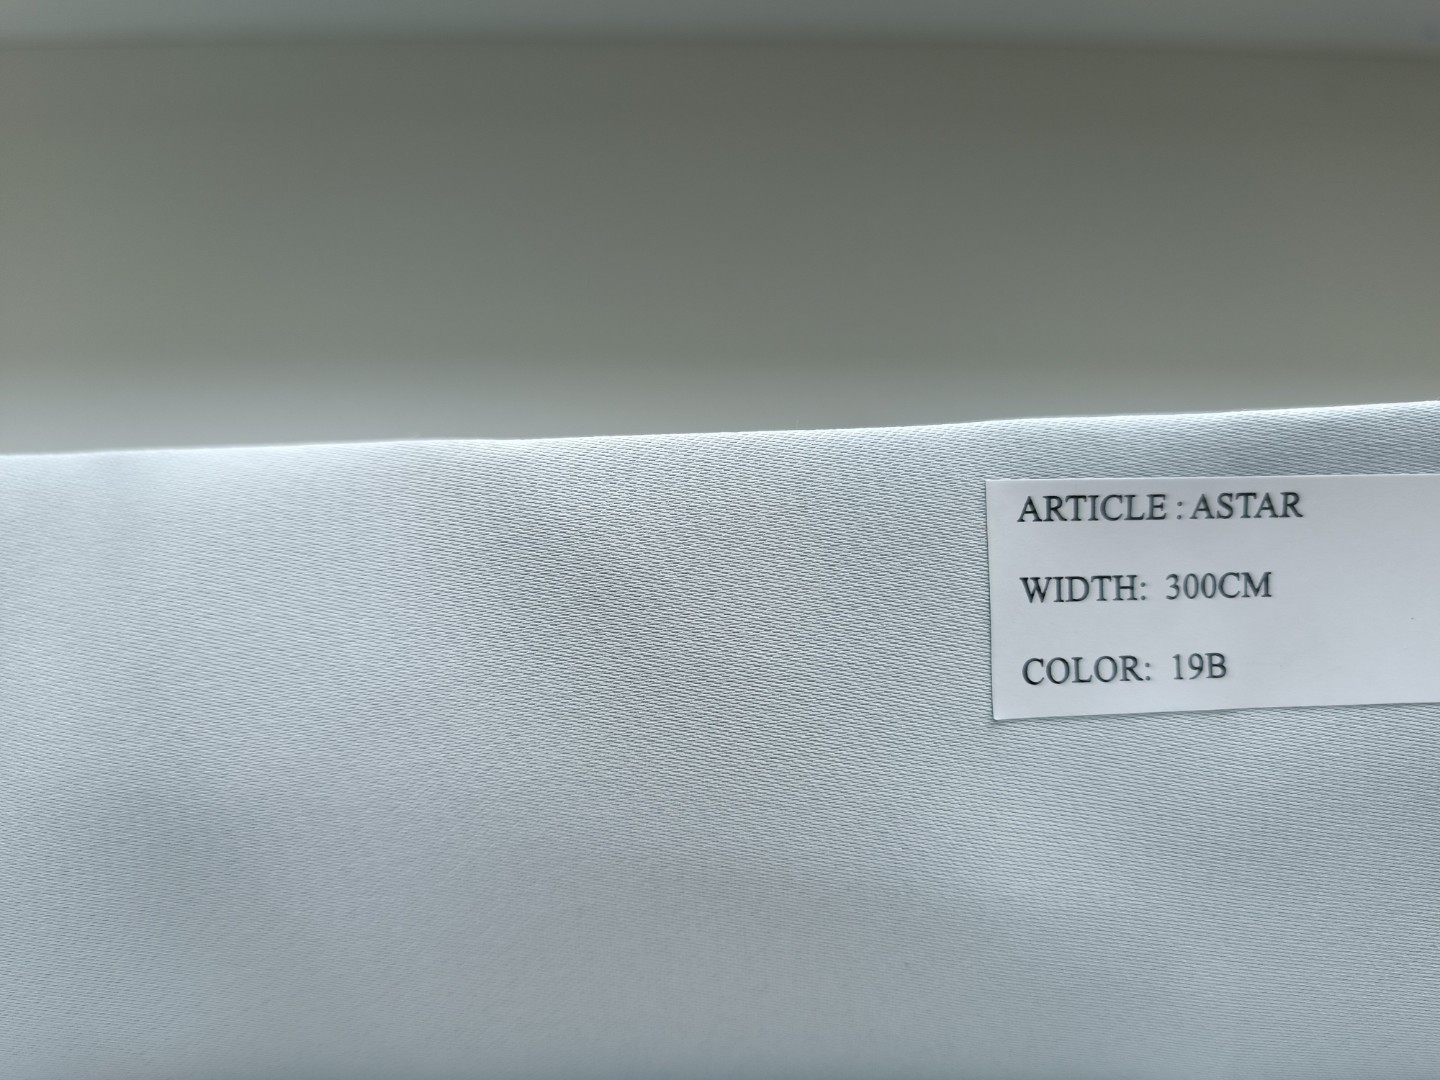 ARTICLE : ASTAR
WIDTH: 300CM
COLOR: 19B